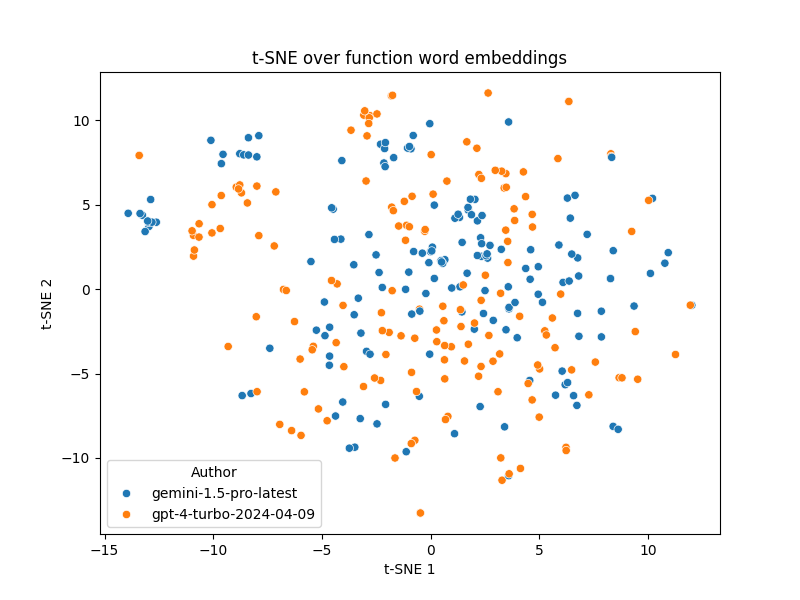 t-SNE over function word embeddings
10
5
0
−5
−10
t-SNE 2
Author
gemini-1.5-pro-latest
gpt-4-turbo-2024-04-09
−15
−10
−5
0
5
10
t-SNE 1